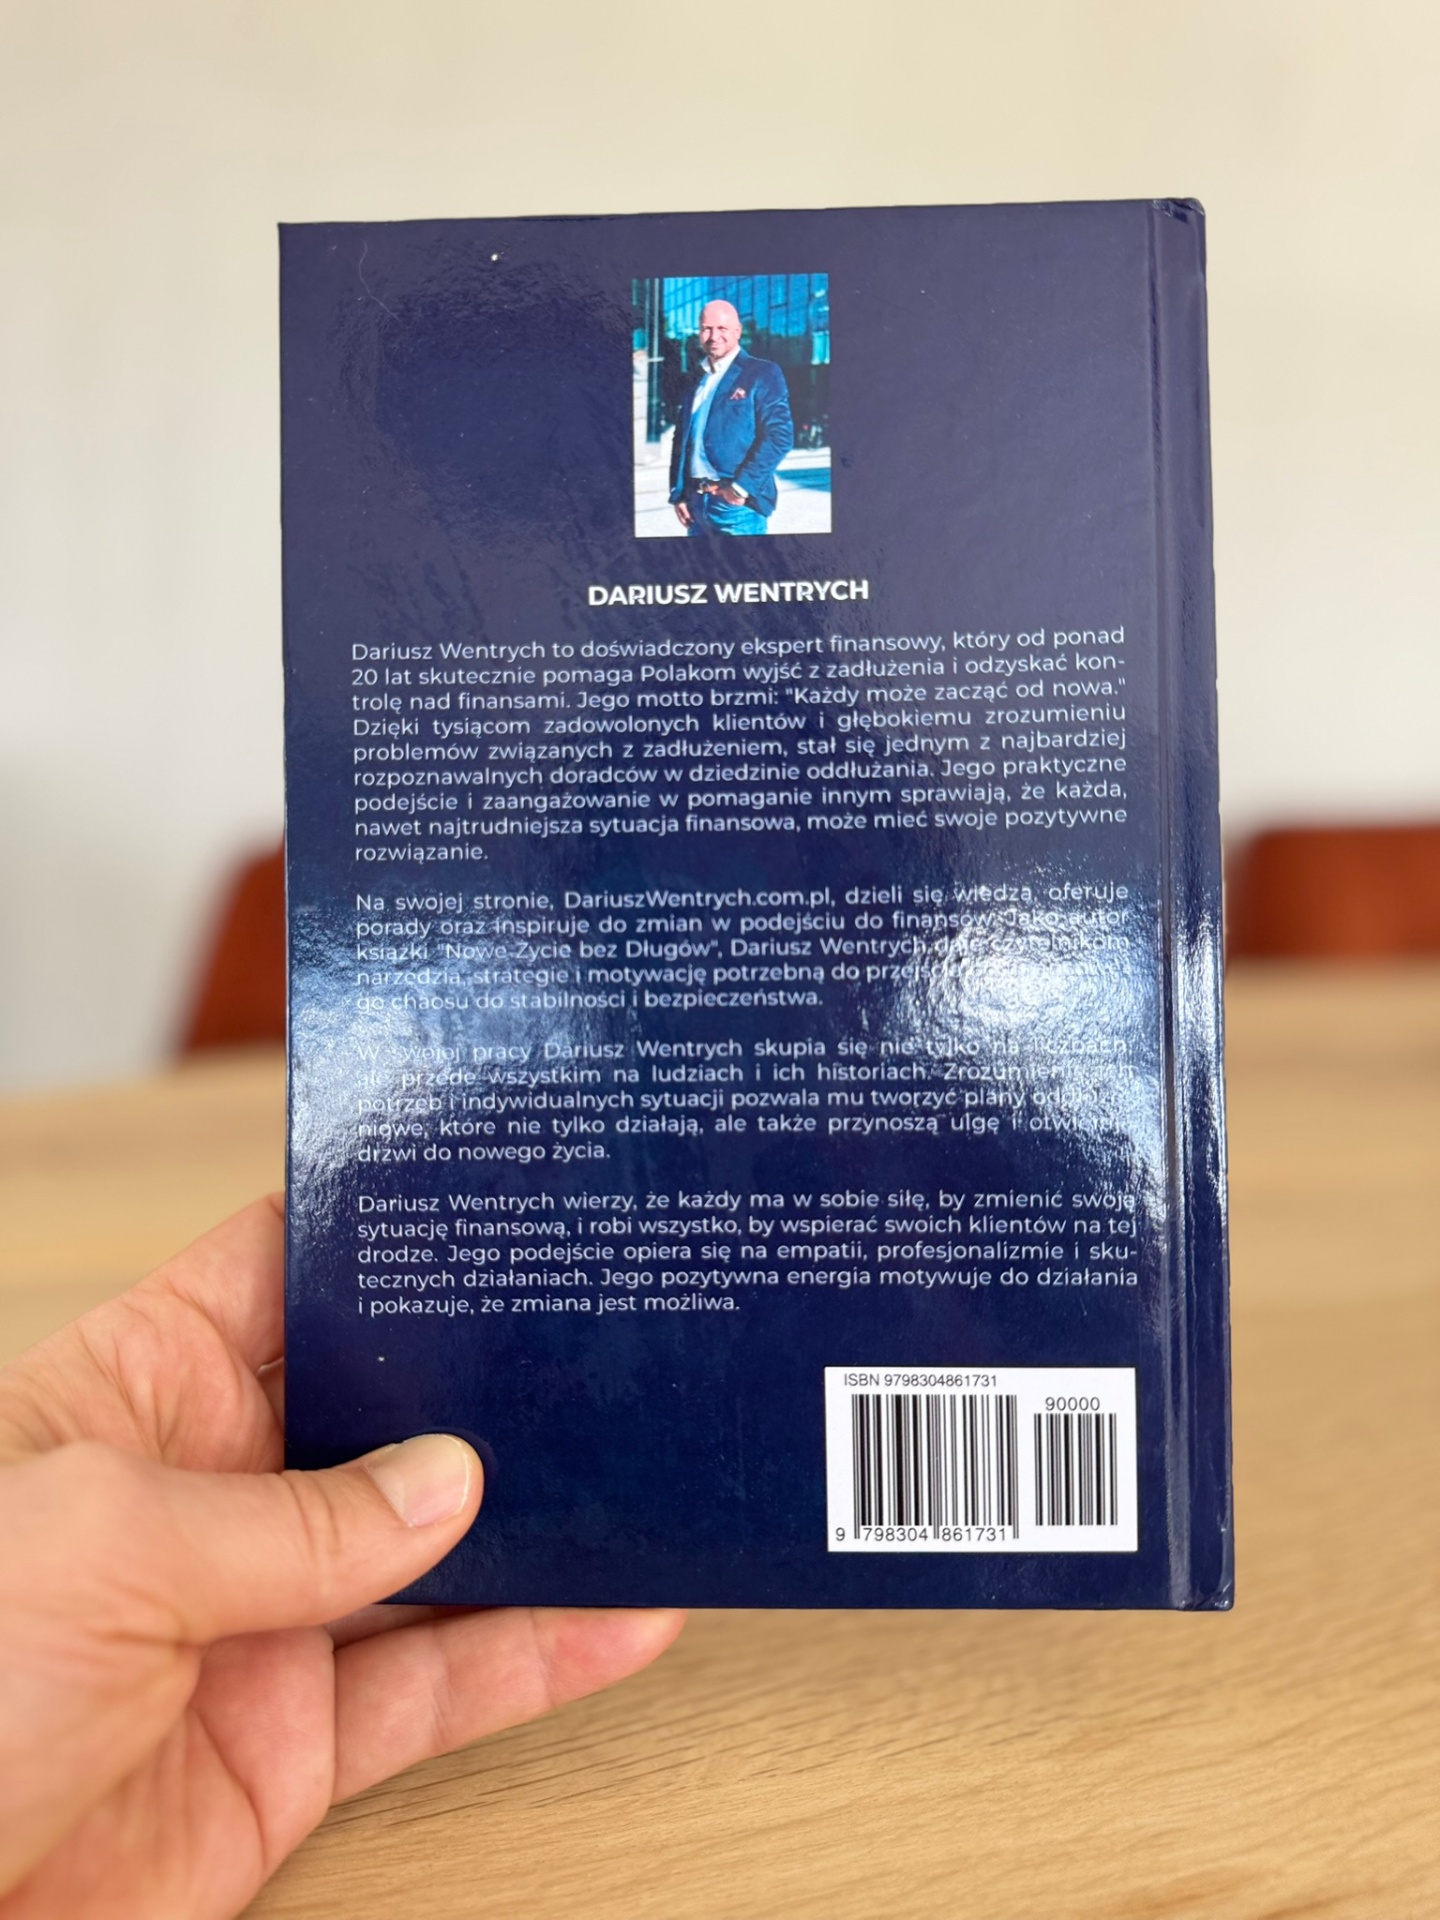 DARIUSZ WENTRYCH
Dariusz Wentrych to doświadczony ekspert finansowy, który od ponad
20 lat skutecznie pomaga Polakom wyjść z zadłużenia i odzyskać kon-
trolę nad finansami. Jego motto brzmi: "Każdy może zacząć od nowa."
Dzięki tysiącom zadowolonych klientów i głębokiemu zrozumieniu
problemów związanych z zadłużeniem, stał się jednym z najbardziej
rozpoznawalnych doradców w dziedzinie oddłużania. Jego praktyczne
podejście i zaangażowanie w pomaganie innym sprawiają, że każda,
nawet najtrudniejsza sytuacja finansowa, może mieć swoje pozytywne
rozwiązanie.
Na swojej stronie, DariuszWentrych.com.pl, dzieli się wiedzą, oferuje
porady oraz inspiruje do zmian w podejściu do finansów. Jako autor
książki "Nowe Życie bez Długów", Dariusz Wentrych daje czytelnikom
narzędzia, strategie i motywację potrzebną do przejścia
go chaosu do stabilności i bezpieczeństwa.
W swojej pracy Dariusz Wentrych skupia się nie tylko na liczbach,
ale przede wszystkim na ludziach i ich historiach. Zrozumienie ich
potrzeb i indywidualnych sytuacji pozwala mu tworzyć plany oddłuże-
niowe, które nie tylko działają, ale także przynoszą ulgę i otwierają
drzwi do nowego życia.
Dariusz Wentrych wierzy, że każdy ma w sobie siłę, by zmienić swoją
sytuację finansową, i robi wszystko, by wspierać swoich klientów na tej
drodze. Jego podejście opiera się na empatii, profesjonalizmie i sku-
tecznych działaniach. Jego pozytywna energia motywuje do działania
i pokazuje, że zmiana jest możliwa.
ISBN 9798304861731
90000
9 798304 861731